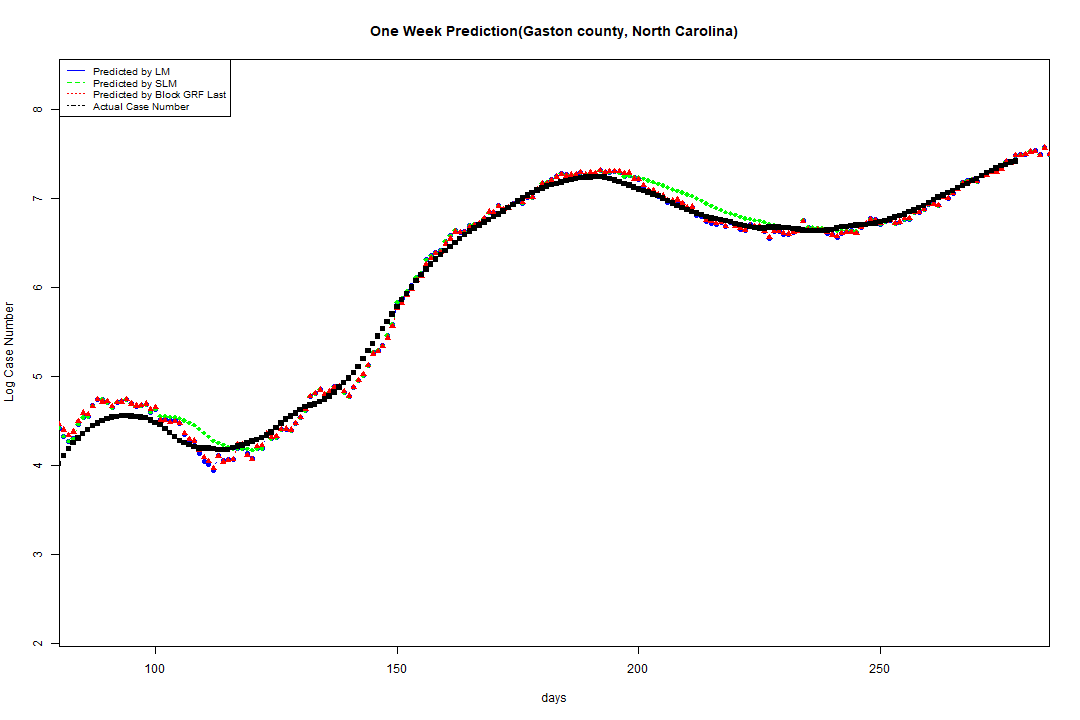 One Week Prediction(Gaston county, North Carolina)
Predicted by LM
Predicted by SLM
Predicted by Block GRF Last
Actual Case Number
8
7
6
5
4
3
2
Log Case Number
100 150 200 250
days